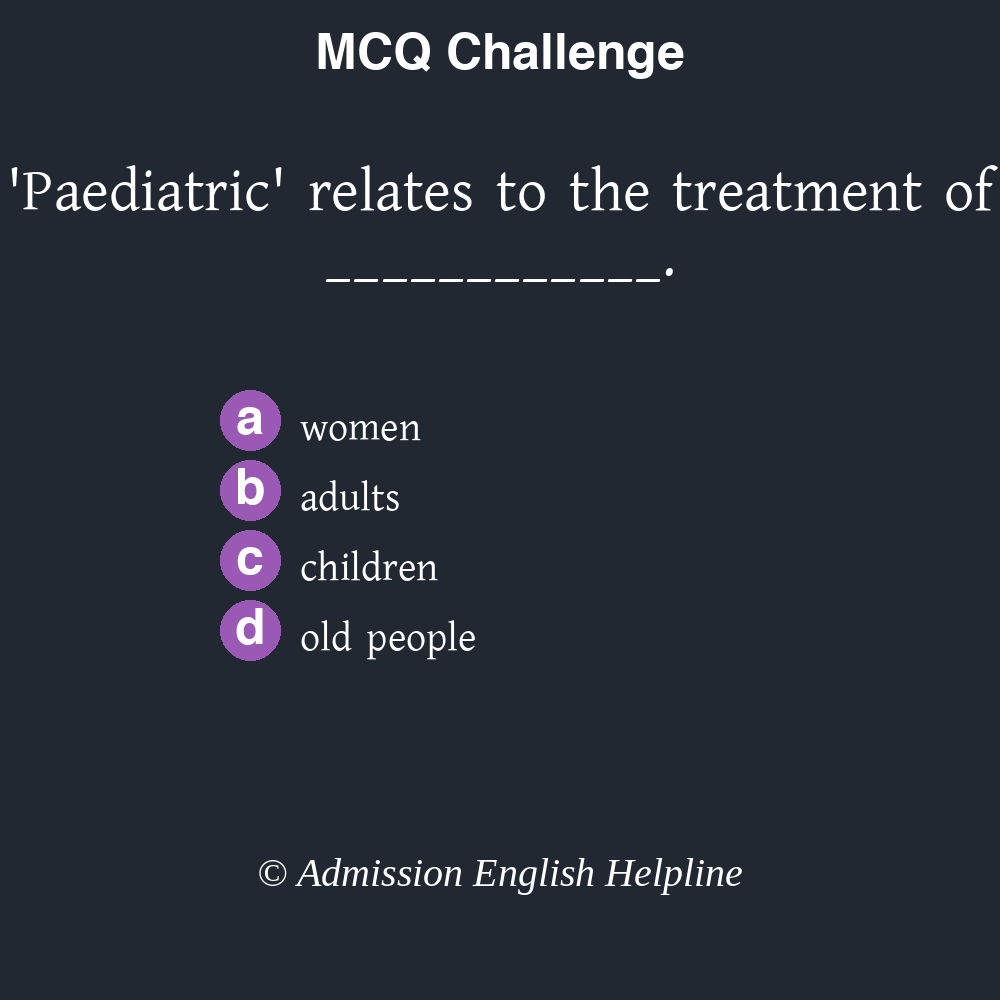 MCQ Challenge
'Paediatric' relates to the treatment of
____________.
a women
b adults
c children
d old people
© Admission English Helpline